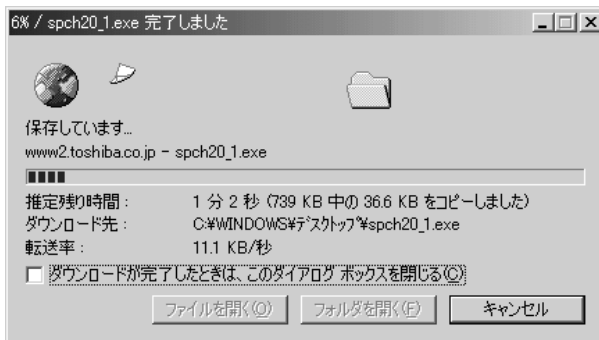 6% / spch20_1.exe 完了しました
保存しています...
www2.toshiba.co.jp - spch20_1.exe
推定残り時間： 1 分 2 秒 (739 KB 中の 36.6 KB をコピーしました)
ダウンロード先： C:¥WINDOWS¥ﾃﾞｽｸﾄｯﾌﾟ¥spch20_1.exe
転送率： 11.1 KB/秒
ダウンロードが完了したときは、このダイアログ ボックスを閉じる(C)
ファイルを開く(O) フォルダを開く(F) キャンセル